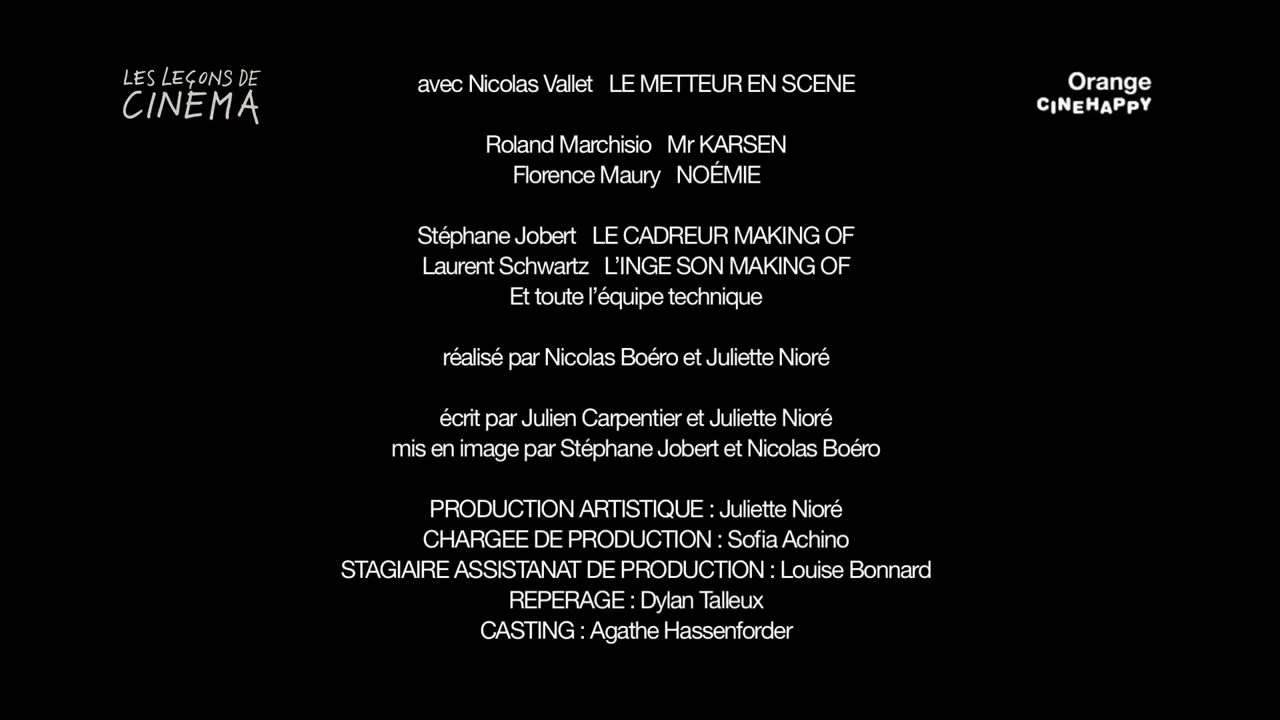 LES LEÇONS DE
CINEMA
Orange
CINEHAPPY
avec Nicolas Vallet LE METTEUR EN SCENE
Roland Marchisio Mr KARSEN
Florence Maury NOÉMIE
Stéphane Jobert LE CADREUR MAKING OF
Laurent Schwartz L'INGE SON MAKING OF
Et toute l'équipe technique
réalisé par Nicolas Boéro et Juliette Nioré
écrit par Julien Carpentier et Juliette Nioré
mis en image par Stéphane Jobert et Nicolas Boéro
PRODUCTION ARTISTIQUE : Juliette Nioré
CHARGEE DE PRODUCTION : Sofia Achino
STAGIAIRE ASSISTANAT DE PRODUCTION : Louise Bonnard
REPERAGE : Dylan Talleux
CASTING : Agathe Hassenforder